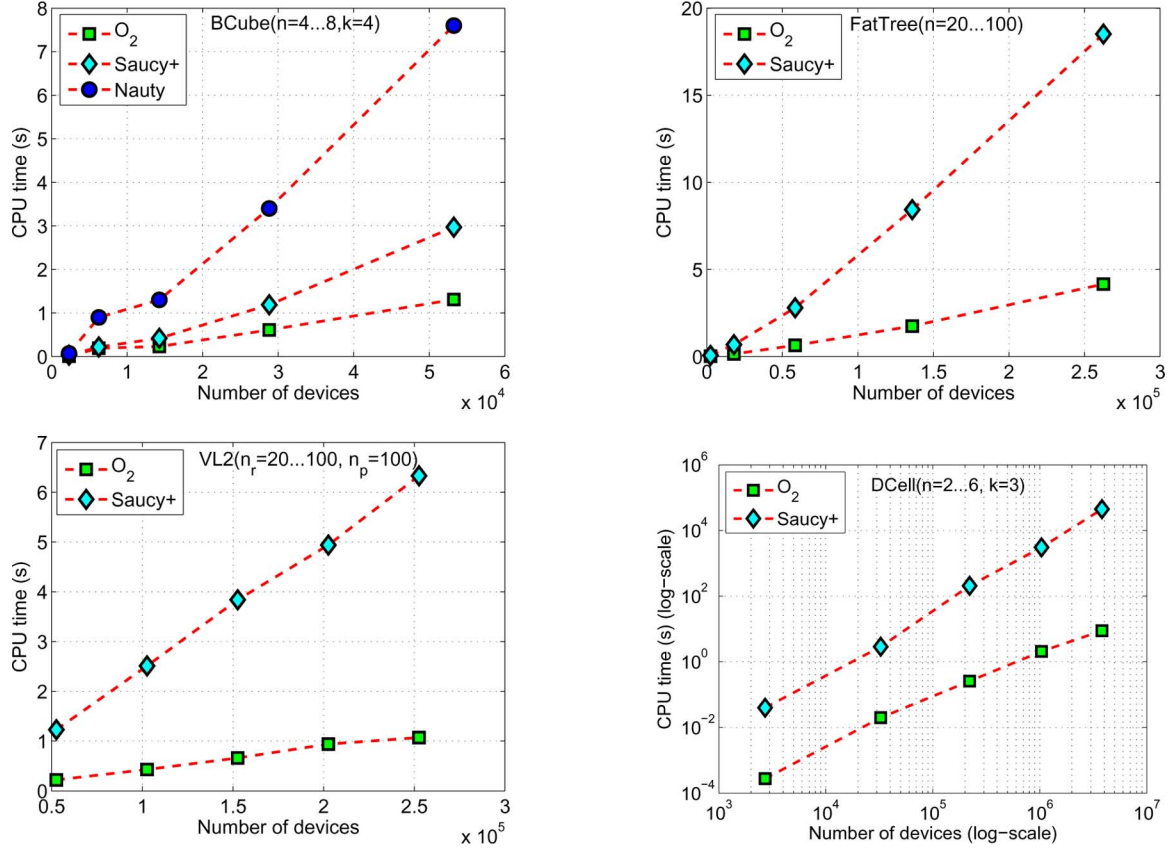 BCube(n=4...8,k=4)
O2
Saucy+
Nauty
CPU time (s)
8
7
6
5
4
3
2
1
0
0 1 2 3 4 5 6
Number of devices
x 10^4
FatTree(n=20...100)
O2
Saucy+
CPU time (s)
20
15
10
5
0
0 0.5 1 1.5 2 2.5 3
Number of devices
x 10^5
VL2(n_r=20...100, n_p=100)
O2
Saucy+
CPU time (s)
7
6
5
4
3
2
1
0
0.5 1 1.5 2 2.5 3
Number of devices
x 10^5
DCell(n=2...6, k=3)
O2
Saucy+
CPU time (s) (log−scale)
10^6
10^4
10^2
10^0
10^−2
10^−4
10^3 10^4 10^5 10^6 10^7
Number of devices (log−scale)